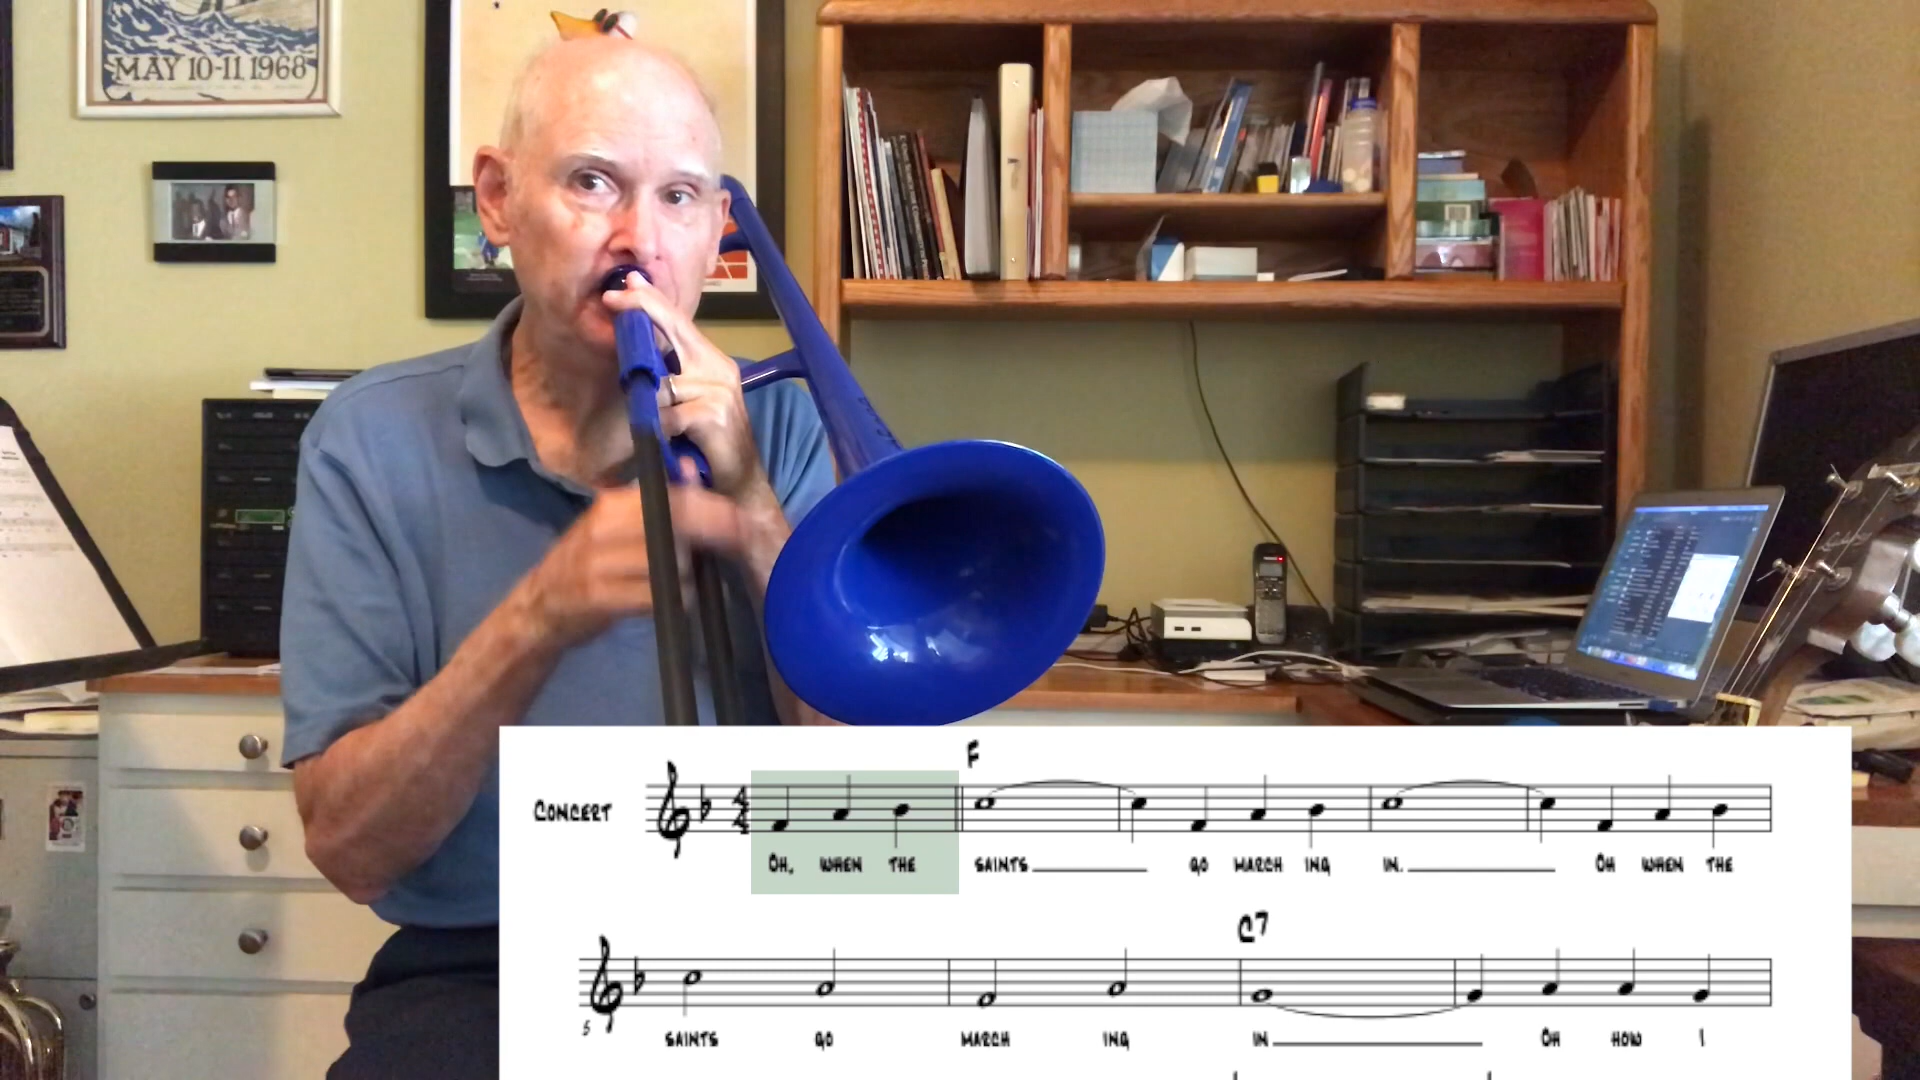 MAY 10-11, 1968
F
CONCERT
OH, WHEN THE SAINTS GO MARCH ING IN. OH WHEN THE
C7
5
SAINTS GO MARCH ING IN OH HOW I